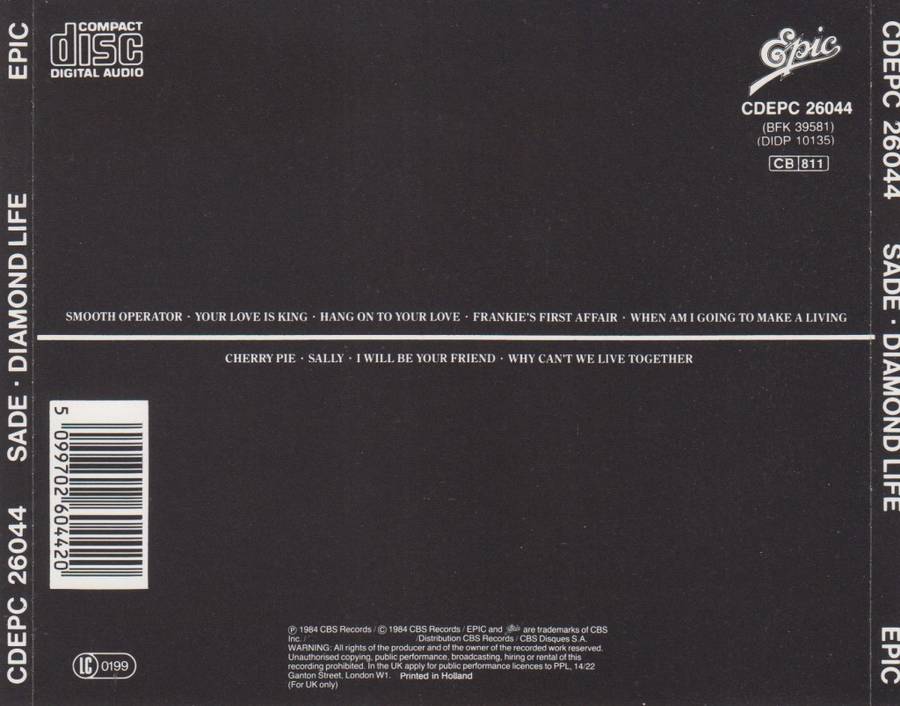 EPIC SADE · DIAMOND LIFE CDEPC 26044
COMPACT
disc
DIGITAL AUDIO
Epic
CDEPC 26044
(BFK 39581)
(DIDP 10135)
CB 811
SMOOTH OPERATOR · YOUR LOVE IS KING · HANG ON TO YOUR LOVE · FRANKIE'S FIRST AFFAIR · WHEN AM I GOING TO MAKE A LIVING
CHERRY PIE · SALLY · I WILL BE YOUR FRIEND · WHY CAN'T WE LIVE TOGETHER
5 099702 604420
LC 0199
℗ 1984 CBS Records / © 1984 CBS Records / EPIC and Epic are trademarks of CBS
Inc. / /Distribution CBS Records / CBS Disques S.A.
WARNING: All rights of the producer and of the owner of the recorded work reserved.
Unauthorised copying, public performance, broadcasting, hiring or rental of this
recording prohibited. In the UK apply for public performance licences to PPL, 14-22
Ganton Street, London W1. Printed in Holland
(For UK only)
CDEPC 26044 SADE · DIAMOND LIFE EPIC